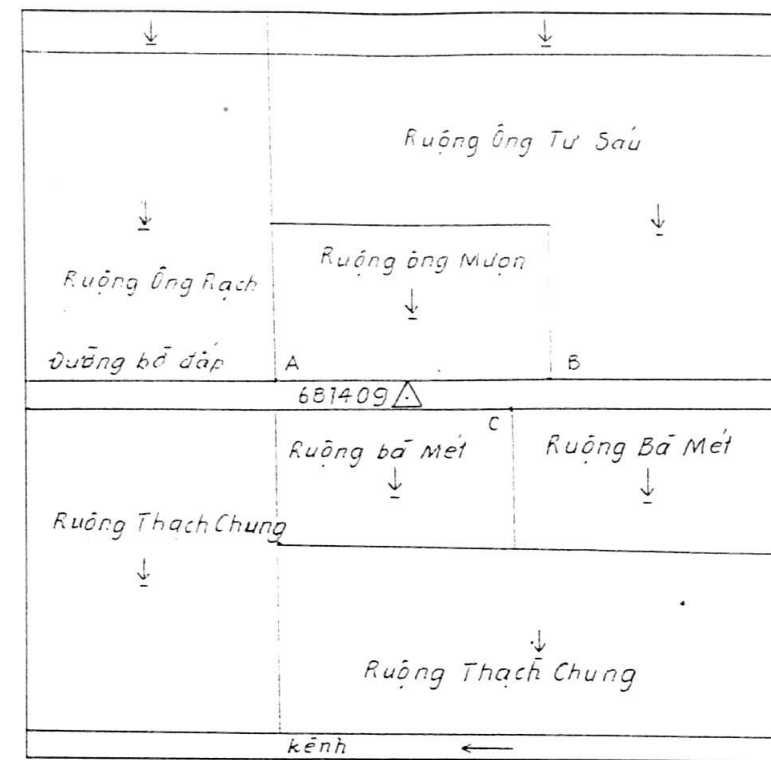 Ruộng Ông Tư Sáu
Ruộng ông Mượn
Ruộng Ông Rạch
Đường bờ đắp
A
B
681409
C
Ruộng bà Mét
Ruộng Bà Mét
Ruộng Thạch Chung
Ruộng Thạch Chung
kênh